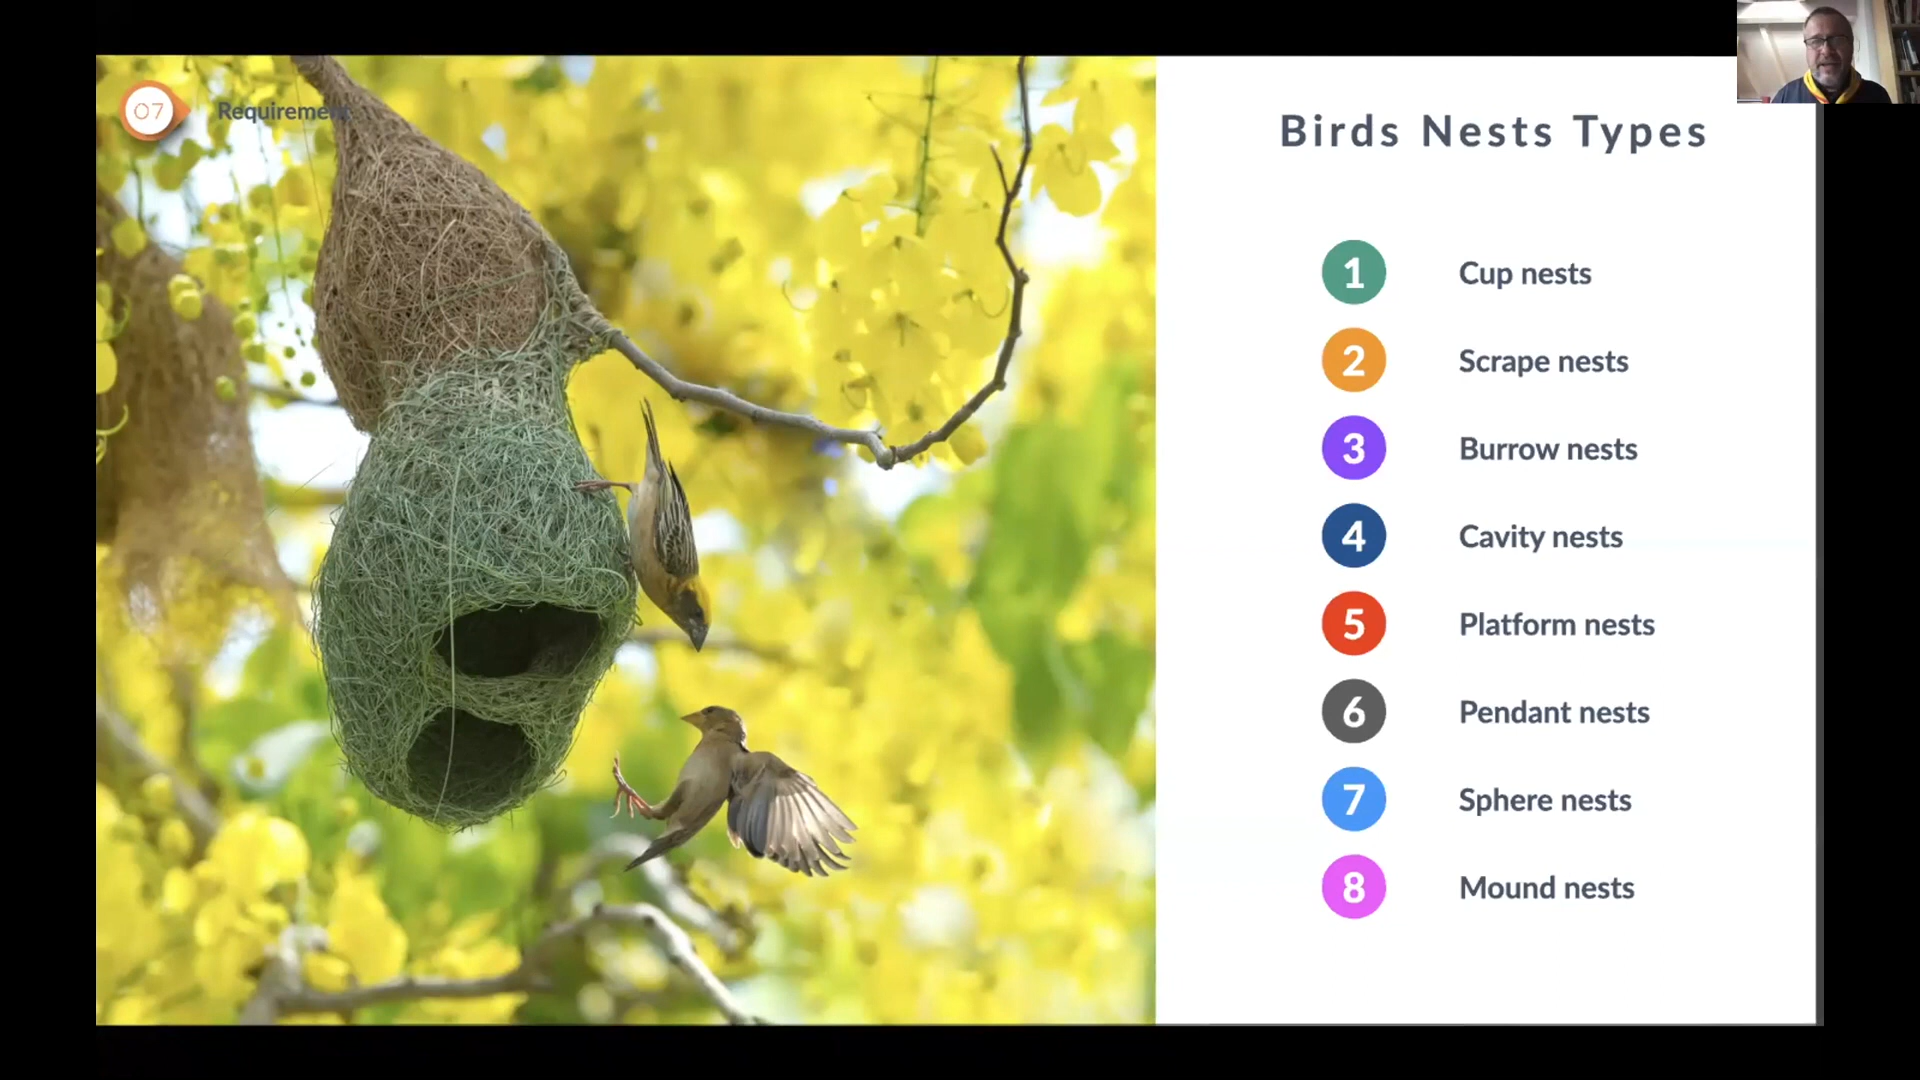 07 Requirement
Birds Nests Types
1 Cup nests
2 Scrape nests
3 Burrow nests
4 Cavity nests
5 Platform nests
6 Pendant nests
7 Sphere nests
8 Mound nests